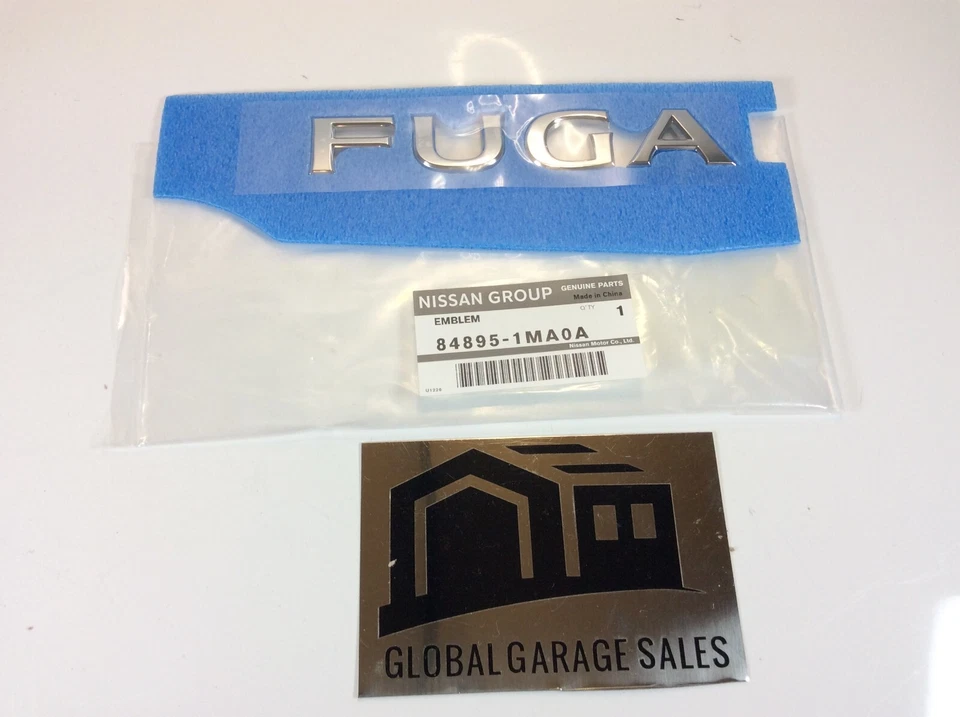 FUGA
NISSAN GROUP GENUINE PARTS
Made in China
EMBLEM Q'TY 1
84895-1MA0A
Nissan Motor Co., Ltd.
GLOBAL GARAGE SALES